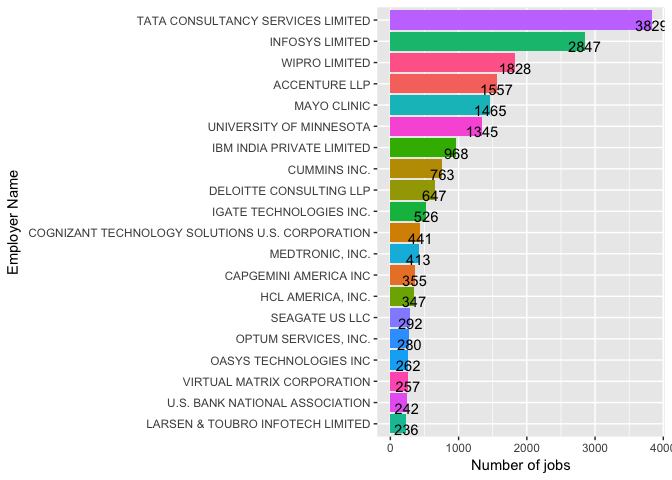 TATA CONSULTANCY SERVICES LIMITED 3829
INFOSYS LIMITED 2847
WIPRO LIMITED 1828
ACCENTURE LLP 1557
MAYO CLINIC 1465
UNIVERSITY OF MINNESOTA 1345
IBM INDIA PRIVATE LIMITED 968
CUMMINS INC. 763
DELOITTE CONSULTING LLP 647
IGATE TECHNOLOGIES INC. 526
COGNIZANT TECHNOLOGY SOLUTIONS U.S. CORPORATION 441
MEDTRONIC, INC. 413
CAPGEMINI AMERICA INC 355
HCL AMERICA, INC. 347
SEAGATE US LLC 292
OPTUM SERVICES, INC. 280
OASYS TECHNOLOGIES INC 262
VIRTUAL MATRIX CORPORATION 257
U.S. BANK NATIONAL ASSOCIATION 242
LARSEN & TOUBRO INFOTECH LIMITED 236
0 1000 2000 3000 4000
Number of jobs
Employer Name